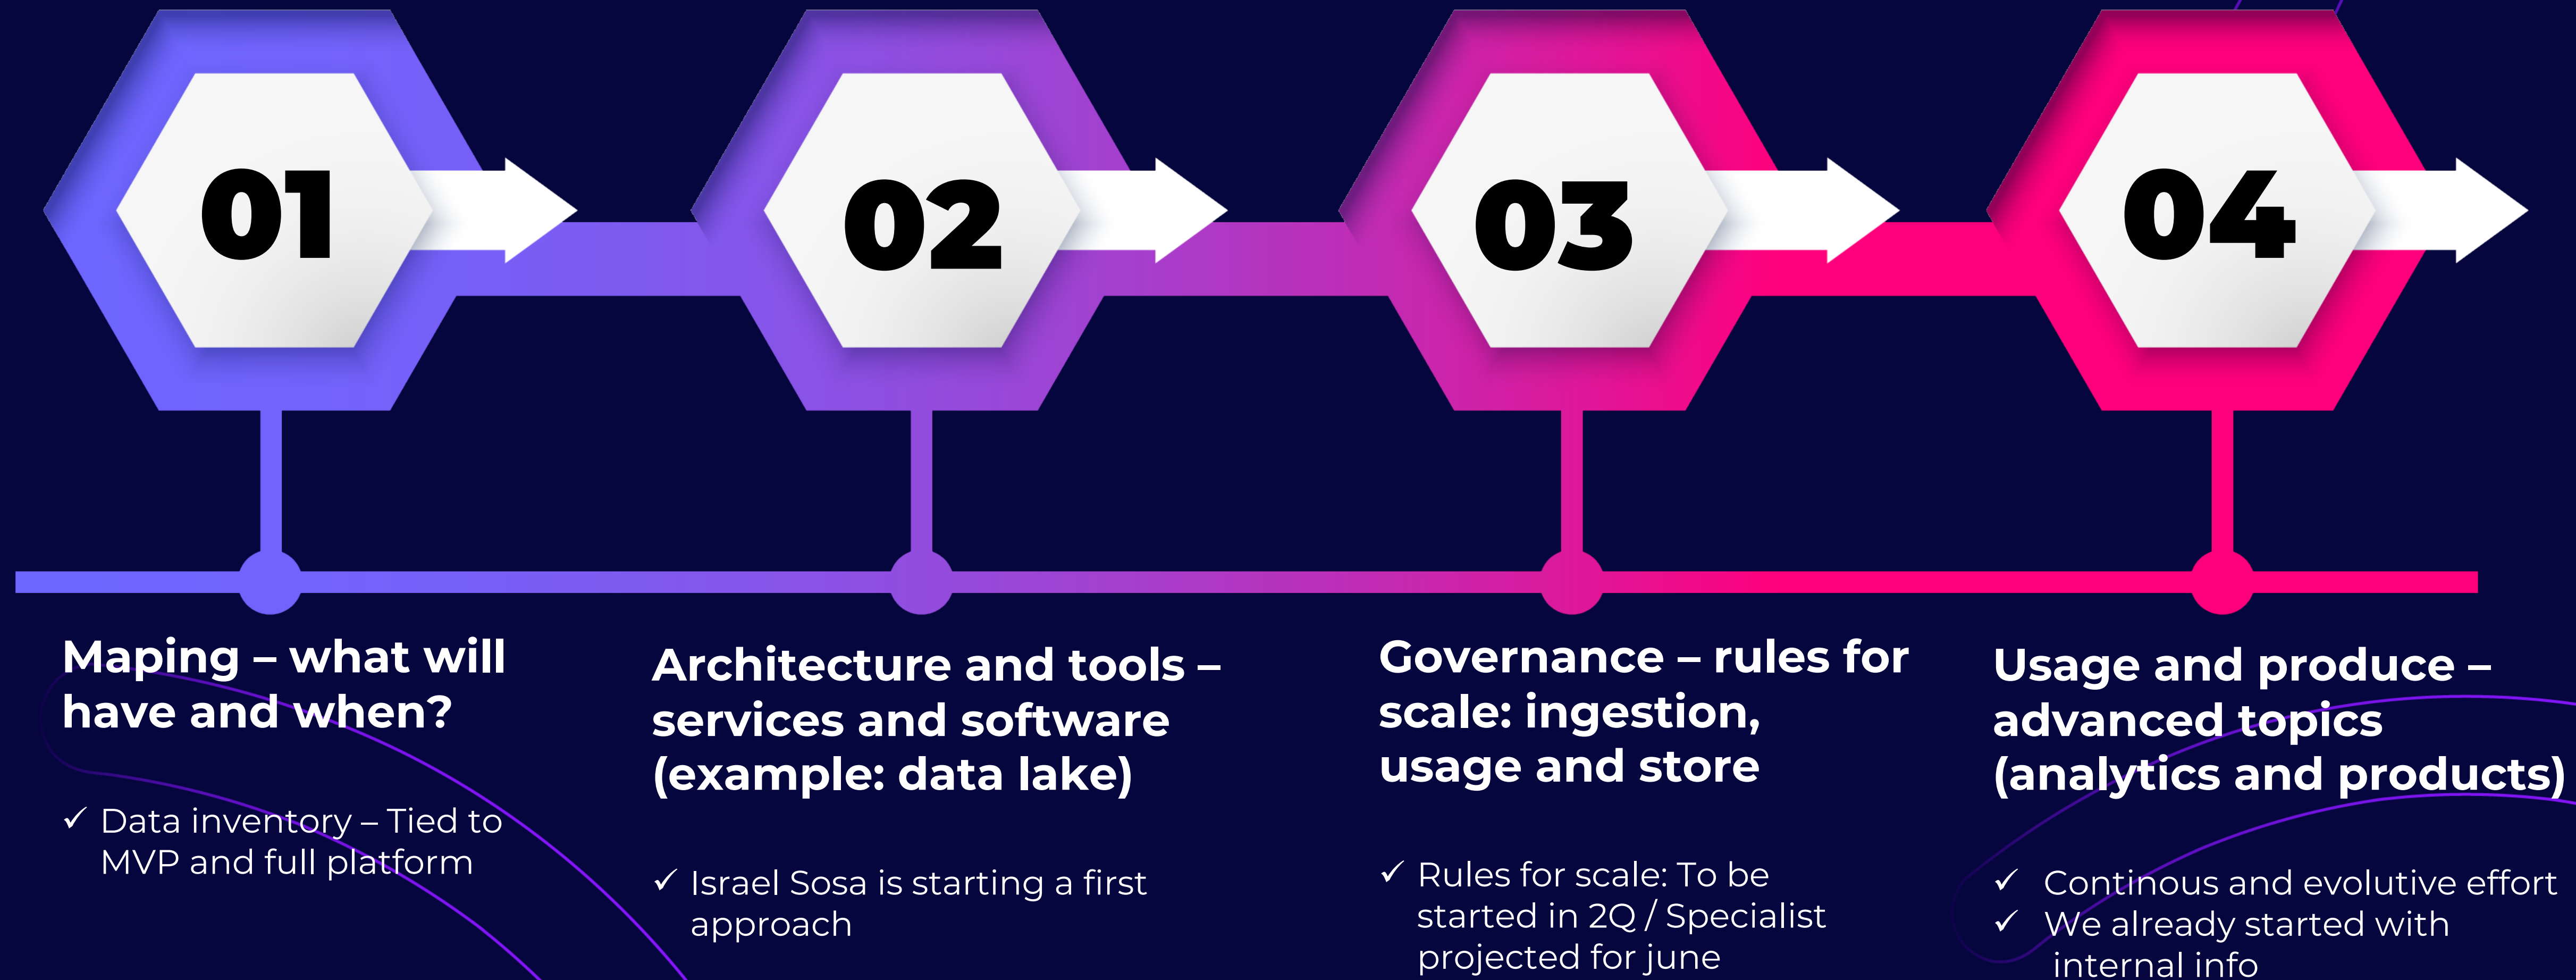 01
02
03
04
Maping – what will
have and when?
✓ Data inventory – Tied to
MVP and full platform
Architecture and tools –
services and software
(example: data lake)
✓ Israel Sosa is starting a first
approach
Governance – rules for
scale: ingestion,
usage and store
✓ Rules for scale: To be
started in 2Q / Specialist
projected for june
Usage and produce –
advanced topics
(analytics and products)
✓ Continous and evolutive effort
✓ We already started with
internal info